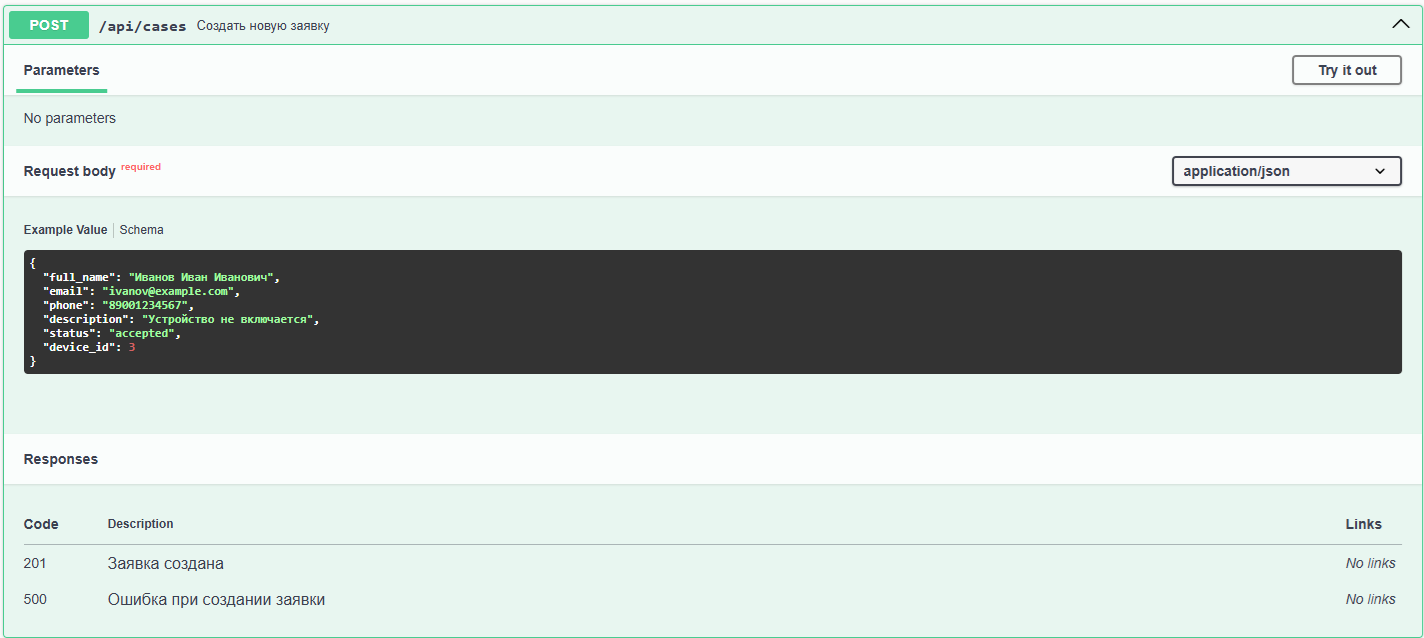 POST /api/cases Создать новую заявку
Parameters Try it out
No parameters
Request body required application/json
Example Value Schema
{
"full_name": "Иванов Иван Иванович",
"email": "ivanov@example.com",
"phone": "89001234567",
"description": "Устройство не включается",
"status": "accepted",
"device_id": 3
}
Responses
Code Description Links
201 Заявка создана No links
500 Ошибка при создании заявки No links